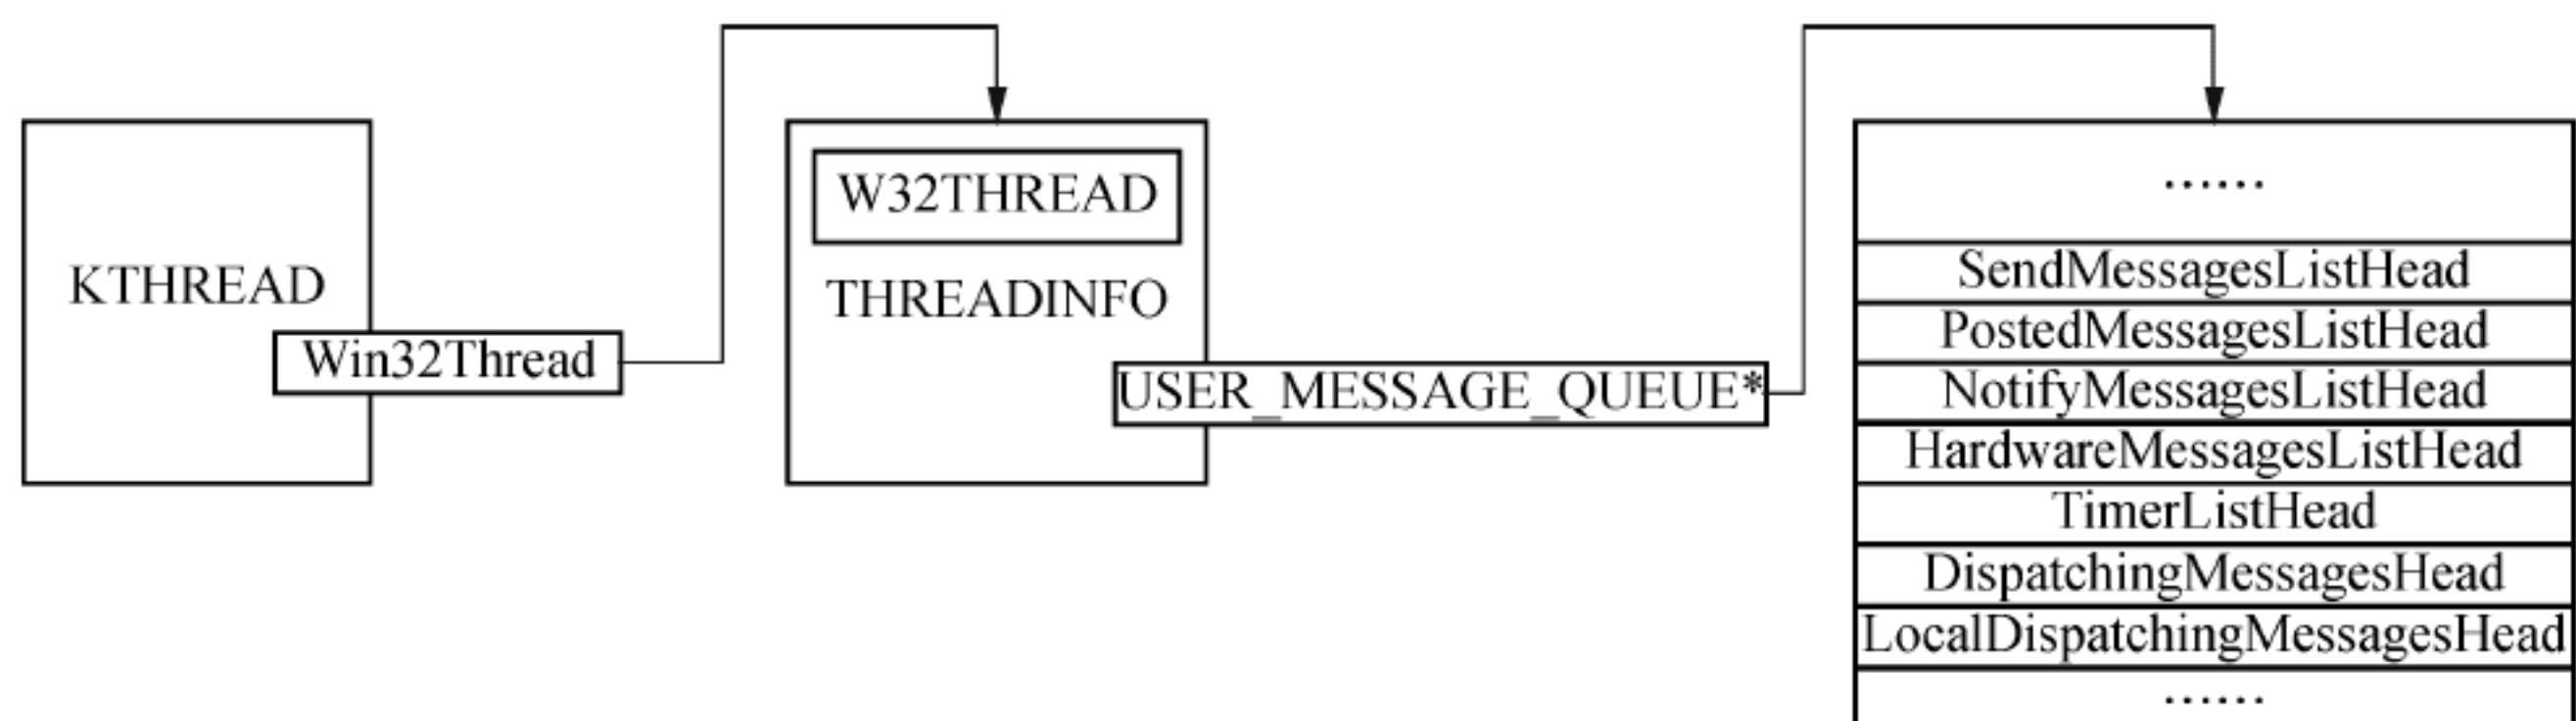 KTHREAD
Win32Thread
W32THREAD
THREADINFO
USER_MESSAGE_QUEUE*
……
SendMessagesListHead
PostedMessagesListHead
NotifyMessagesListHead
HardwareMessagesListHead
TimerListHead
DispatchingMessagesHead
LocalDispatchingMessagesHead
……